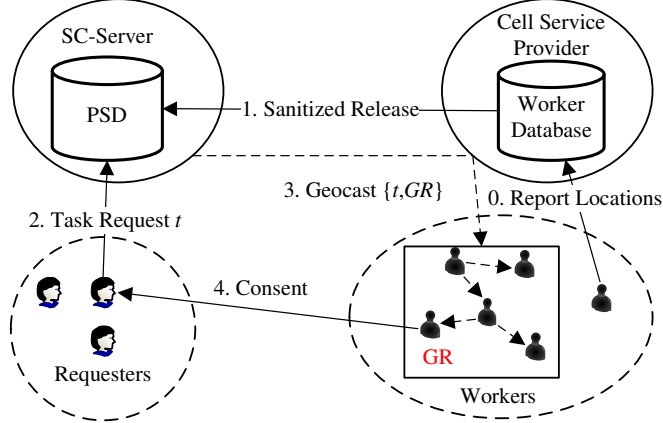 SC-Server
Cell Service
Provider
PSD
1. Sanitized Release
Worker
Database
3. Geocast {t,GR}
0. Report Locations
2. Task Request t
4. Consent
GR
Requesters
Workers